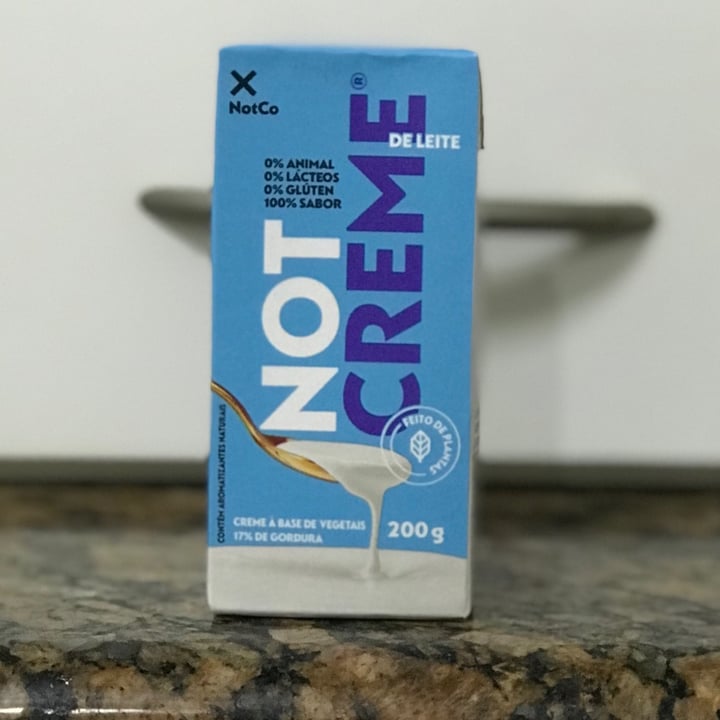 NotCo
0% ANIMAL
0% LÁCTEOS
0% GLÚTEN
100% SABOR
NOT
CREME®
DE LEITE
FEITO DE PLANTAS
CONTÉM AROMATIZANTES NATURAIS
CREME À BASE DE VEGETAIS
17% DE GORDURA
200g